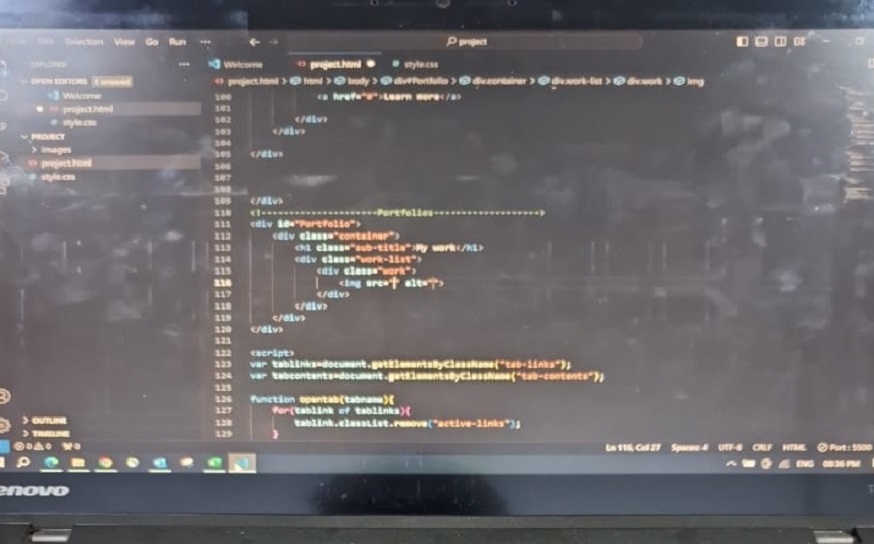 Selection View Go Run ...
project
Welcome
project.html
style.css
OPEN EDITORS 1 unsaved
Welcome
project.html
style.css
PROJECT
images
project.html
style.css
project.html > html > body > div#Portfolio > div.container > div.work-list > div.work > img
100 <a href="#">Learn more</a>
101
102 </div>
103 </div>
104
105 </div>
106
107
108
109 </div>
110 <!--------------------Portfolios-------------------->
111 <div id="Portfolio">
112 <div class="container">
113 <h1 class="sub-title">My work</h1>
114 <div class="work-list">
115 <div class="work">
116 <img src="" alt="">
117 </div>
118 </div>
119 </div>
120 </div>
121
122 <script>
123 var tablinks=document.getElementsByClassName("tab-links");
124 var tabcontents=document.getElementsByClassName("tab-contents");
125
126 function opentab(tabname){
127 for(tablink of tablinks){
128 tablink.classList.remove("active-links");
129 }
OUTLINE
TIMELINE
0 0 0
Ln 116, Col 27 Spaces: 4 UTF-8 CRLF HTML Port : 5500
ENG 08:36 PM
enovo